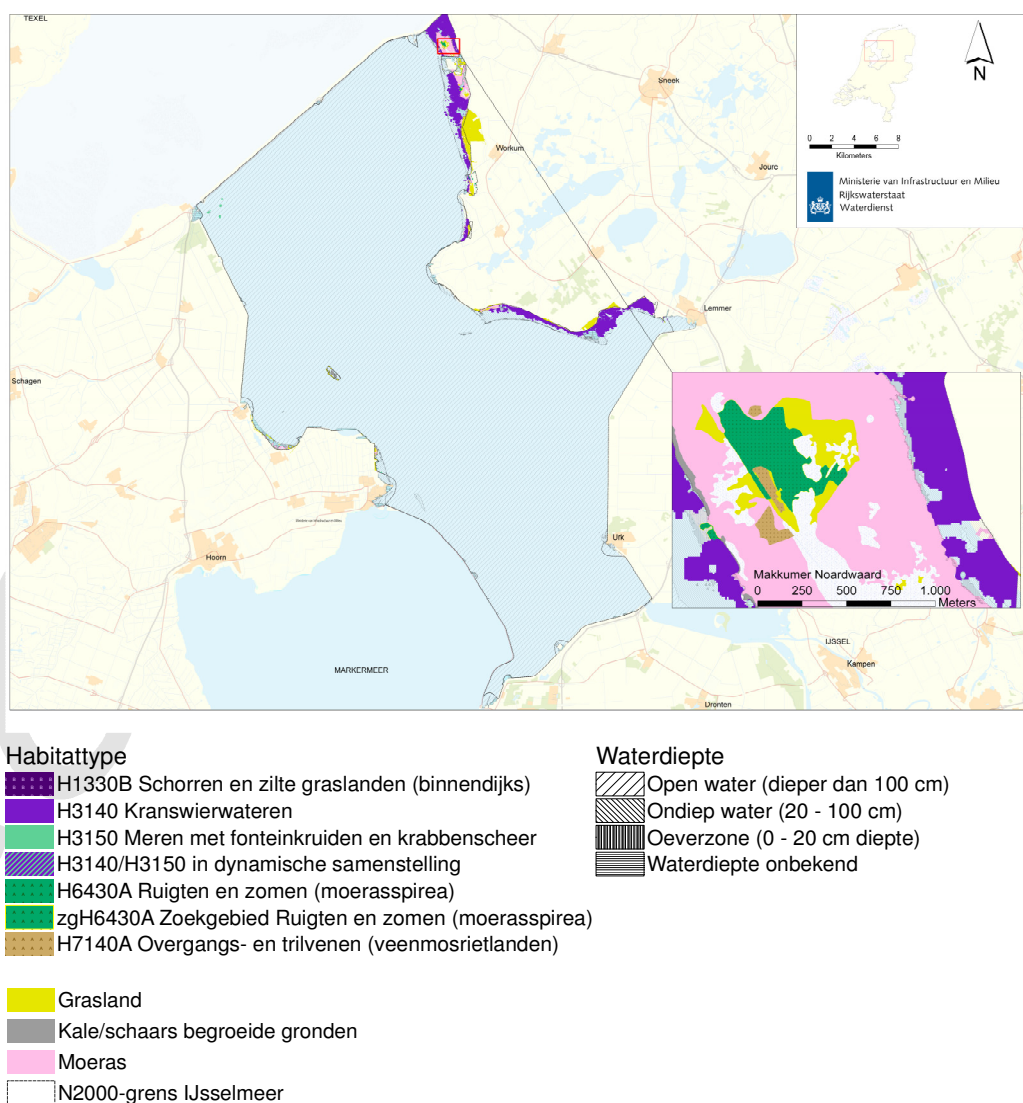 TEXEL
Sneek
N
0 2 4 6 8
Kilometers
Workum
Jourc
Ministerie van Infrastructuur en Milieu
Rijkswaterstaat
Waterdienst
Lemmer
Schagen
Makkumer Noardwaard
0 250 500 750 1.000
Meters
Hoorn
Urk
MARKERMEER
IJSSEL
Kampen
Dronten
Habitattype
H1330B Schorren en zilte graslanden (binnendijks)
H3140 Kranswierwateren
H3150 Meren met fonteinkruiden en krabbenscheer
H3140/H3150 in dynamische samenstelling
H6430A Ruigten en zomen (moerasspirea)
zgH6430A Zoekgebied Ruigten en zomen (moerasspirea)
H7140A Overgangs- en trilvenen (veenmosrietlanden)
Grasland
Kale/schaars begroeide gronden
Moeras
N2000-grens IJsselmeer
Waterdiepte
Open water (dieper dan 100 cm)
Ondiep water (20 - 100 cm)
Oeverzone (0 - 20 cm diepte)
Waterdiepte onbekend